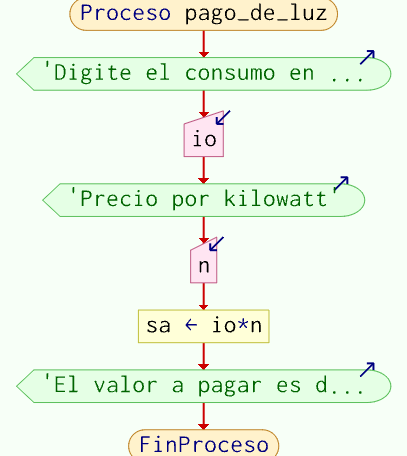 Proceso pago_de_luz
'Digite el consumo en ...
io
'Precio por kilowatt'
n
sa ← io*n
'El valor a pagar es d...
FinProceso